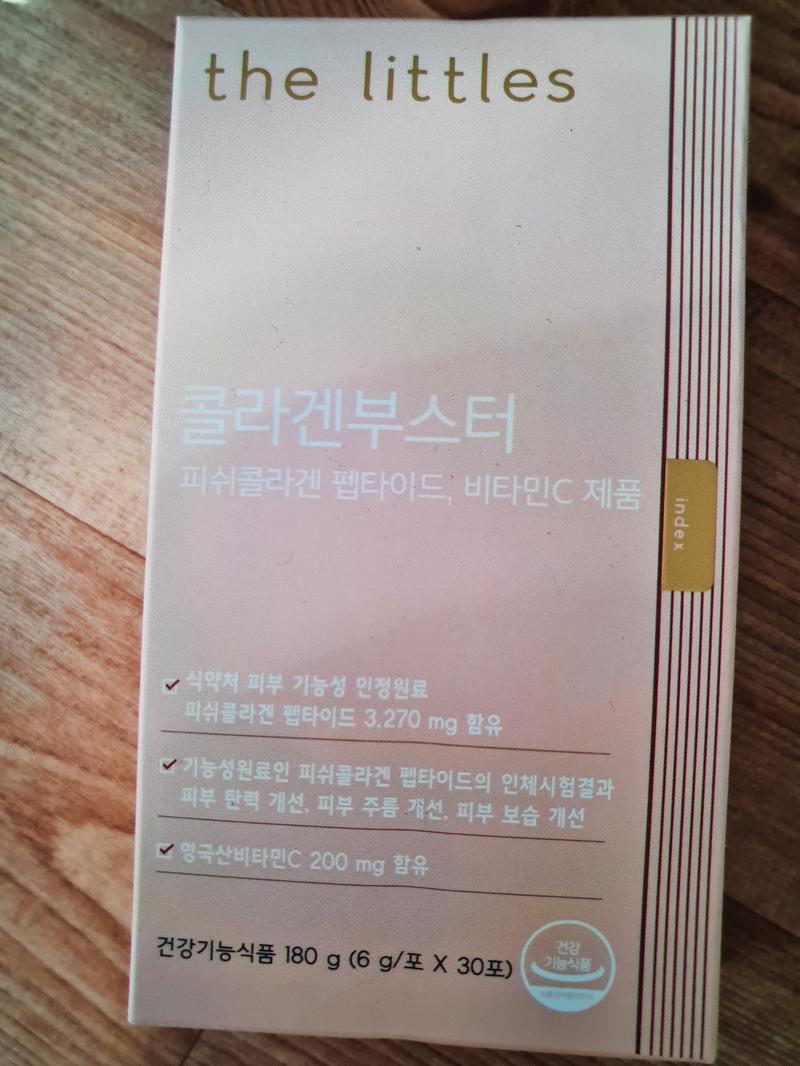 the littles
콜라겐부스터
피쉬콜라겐 펩타이드, 비타민C 제품
index
식약처 피부 기능성 인정원료
피쉬콜라겐 펩타이드 3,270 mg 함유
기능성원료인 피쉬콜라겐 펩타이드의 인체시험결과
피부 탄력 개선, 피부 주름 개선, 피부 보습 개선
영국산비타민C 200 mg 함유
건강기능식품 180 g (6 g/포 X 30포)
건강
기능식품